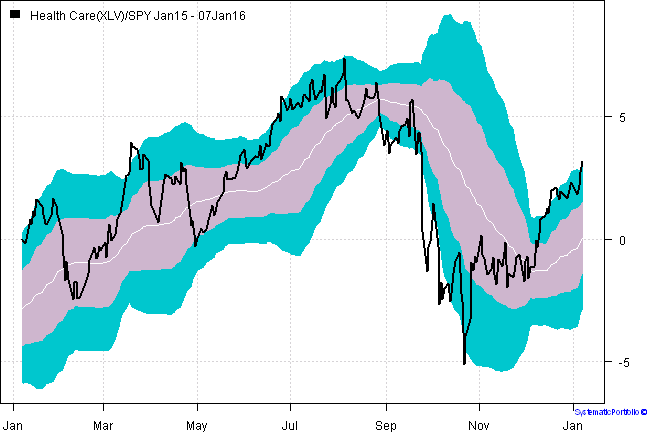 Health Care(XLV)/SPY Jan15 - 07Jan16
5
0
-5
Jan Mar May Jul Sep Nov Jan
SystematicPortfolio ©